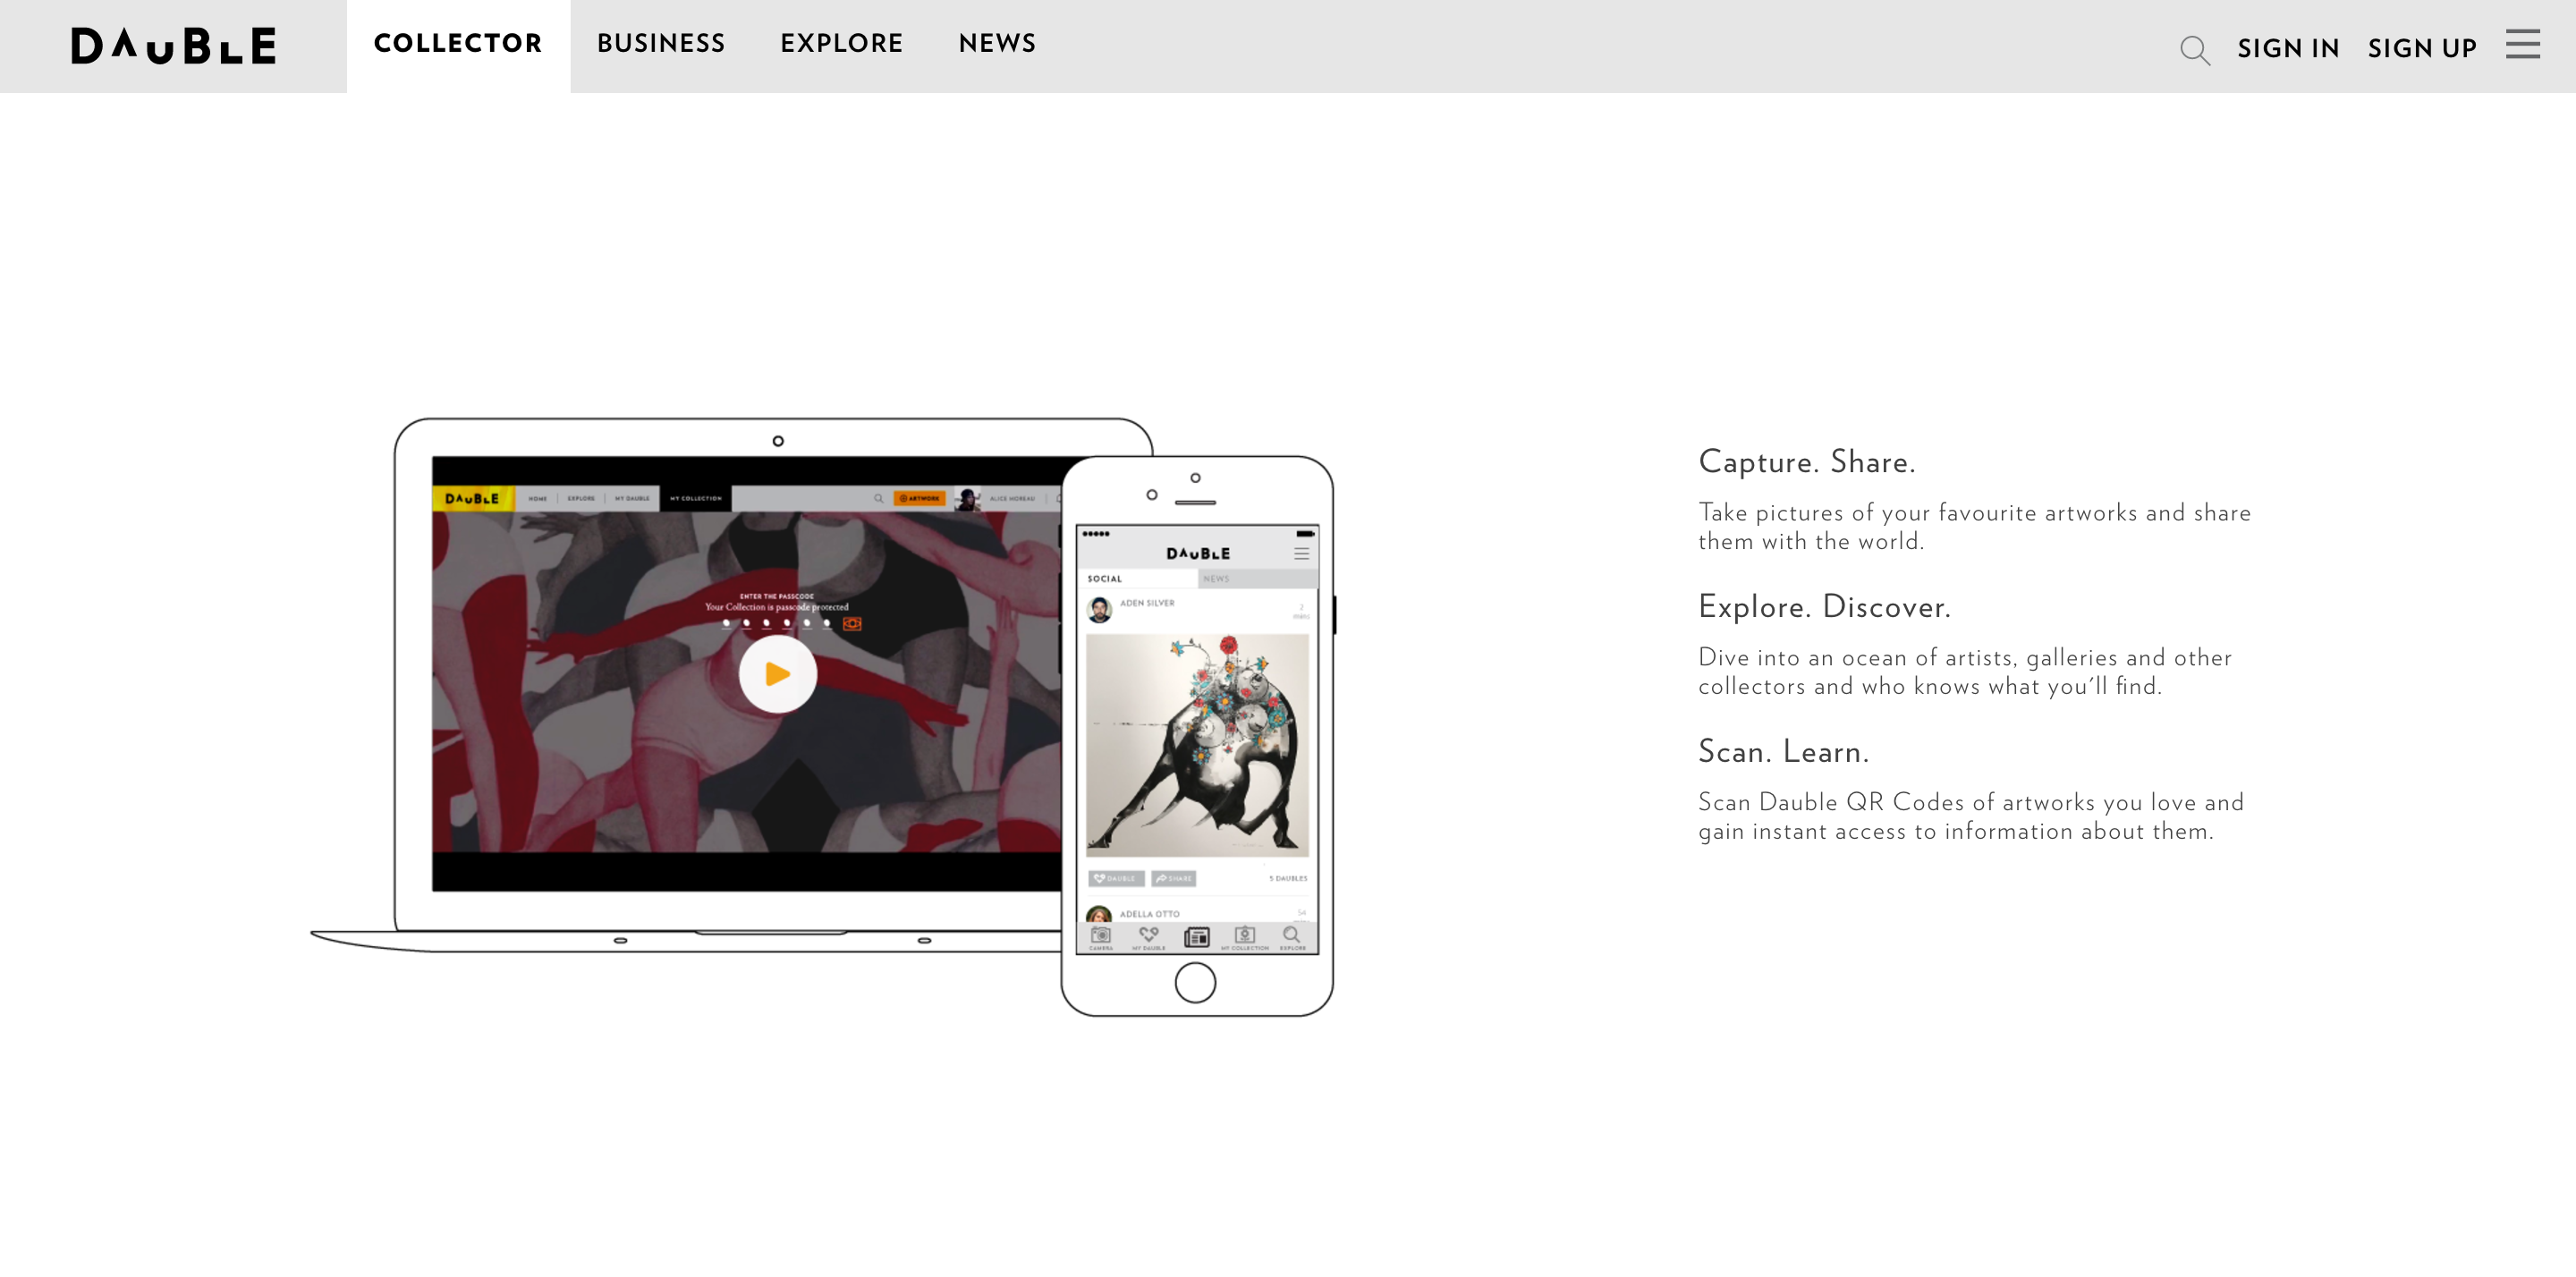 DAUBLE
COLLECTOR
BUSINESS
EXPLORE
NEWS
SIGN IN
SIGN UP
DAUBLE
HOME
EXPLORE
MY DAUBLE
MY COLLECTION
ARTWORK
ALICE MOREAU
ENTER THE PASSCODE
Your Collection is passcode protected
DAUBLE
SOCIAL
NEWS
ADEN SILVER
2
mins
DAUBLE
SHARE
5 DAUBLES
ADELLA OTTO
54
CAMERA
MY DAUBLE
MY COLLECTION
EXPLORE
Capture. Share.
Take pictures of your favourite artworks and share
them with the world.
Explore. Discover.
Dive into an ocean of artists, galleries and other
collectors and who knows what you'll find.
Scan. Learn.
Scan Dauble QR Codes of artworks you love and
gain instant access to information about them.